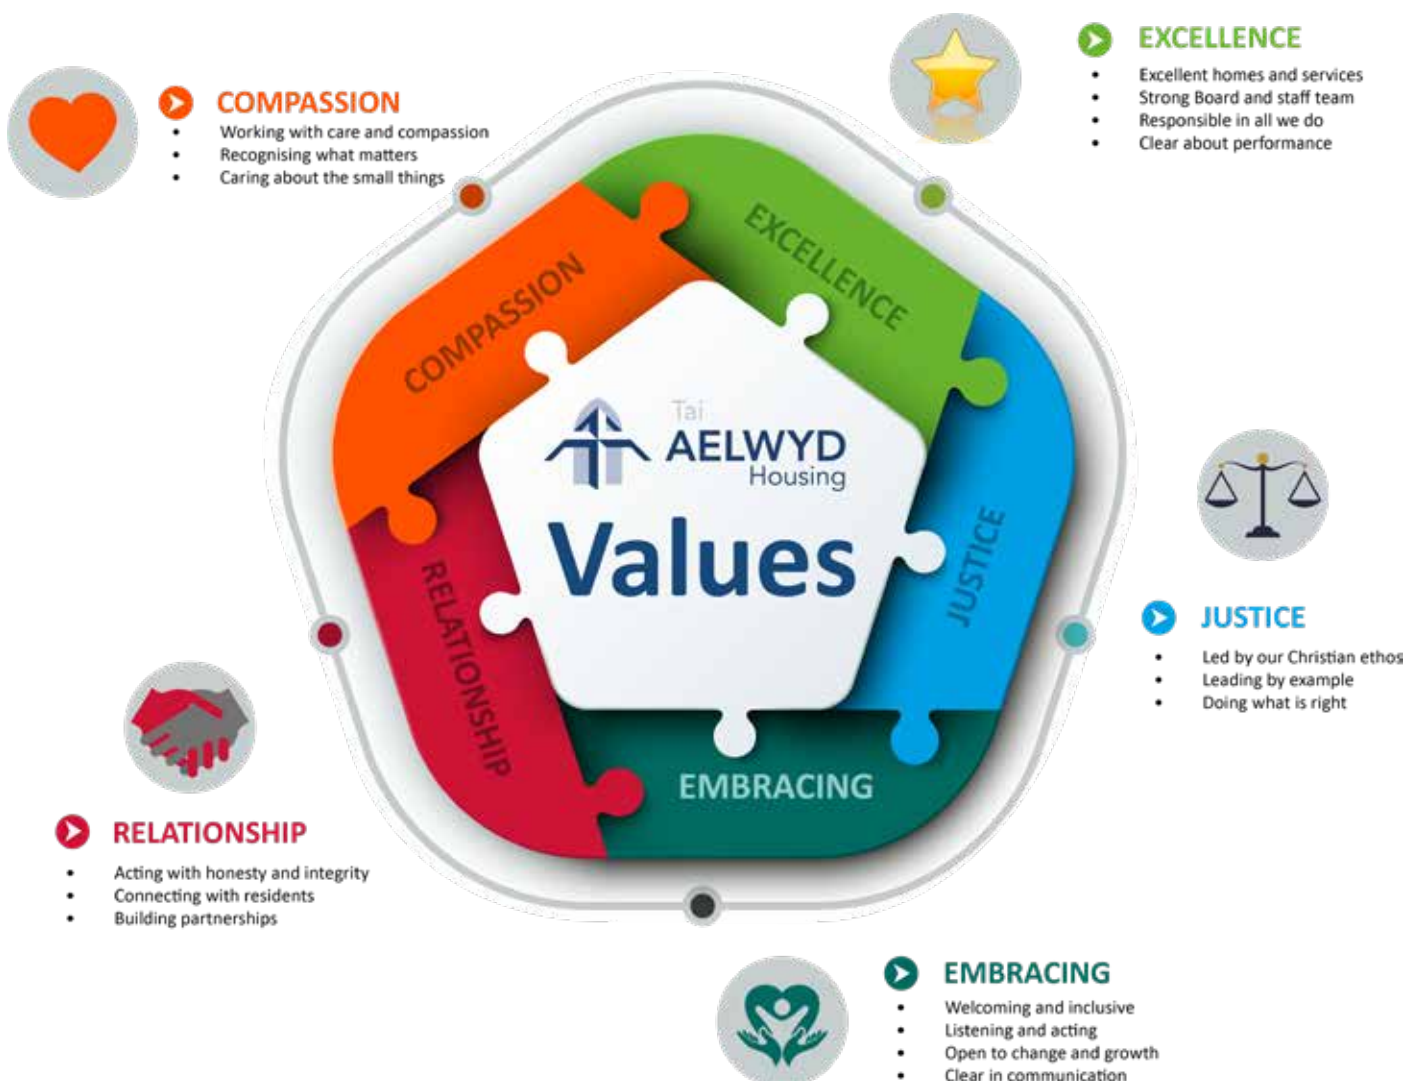 COMPASSION
• Working with care and compassion
• Recognising what matters
• Caring about the small things
EXCELLENCE
• Excellent homes and services
• Strong Board and staff team
• Responsible in all we do
• Clear about performance
COMPASSION
EXCELLENCE
JUSTICE
EMBRACING
RELATIONSHIP
Tai
AELWYD
Housing
Values
JUSTICE
• Led by our Christian ethos
• Leading by example
• Doing what is right
RELATIONSHIP
• Acting with honesty and integrity
• Connecting with residents
• Building partnerships
EMBRACING
• Welcoming and inclusive
• Listening and acting
• Open to change and growth
• Clear in communication